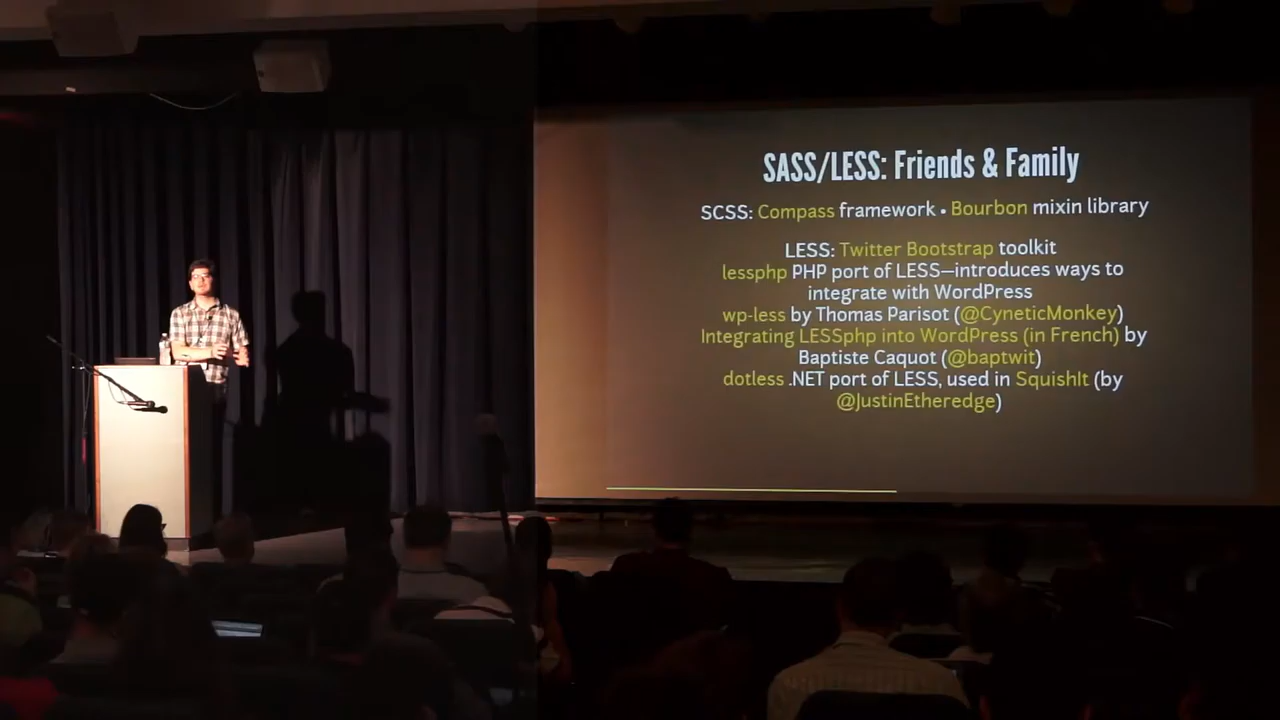 SASS/LESS: Friends & Family
SCSS: Compass framework • Bourbon mixin library
LESS: Twitter Bootstrap toolkit
lessphp PHP port of LESS—introduces ways to
integrate with WordPress
wp-less by Thomas Parisot (@CyneticMonkey)
Integrating LESSphp into WordPress (in French) by
Baptiste Caquot (@baptwit)
dotless .NET port of LESS, used in SquishIt (by
@JustinEtheredge)